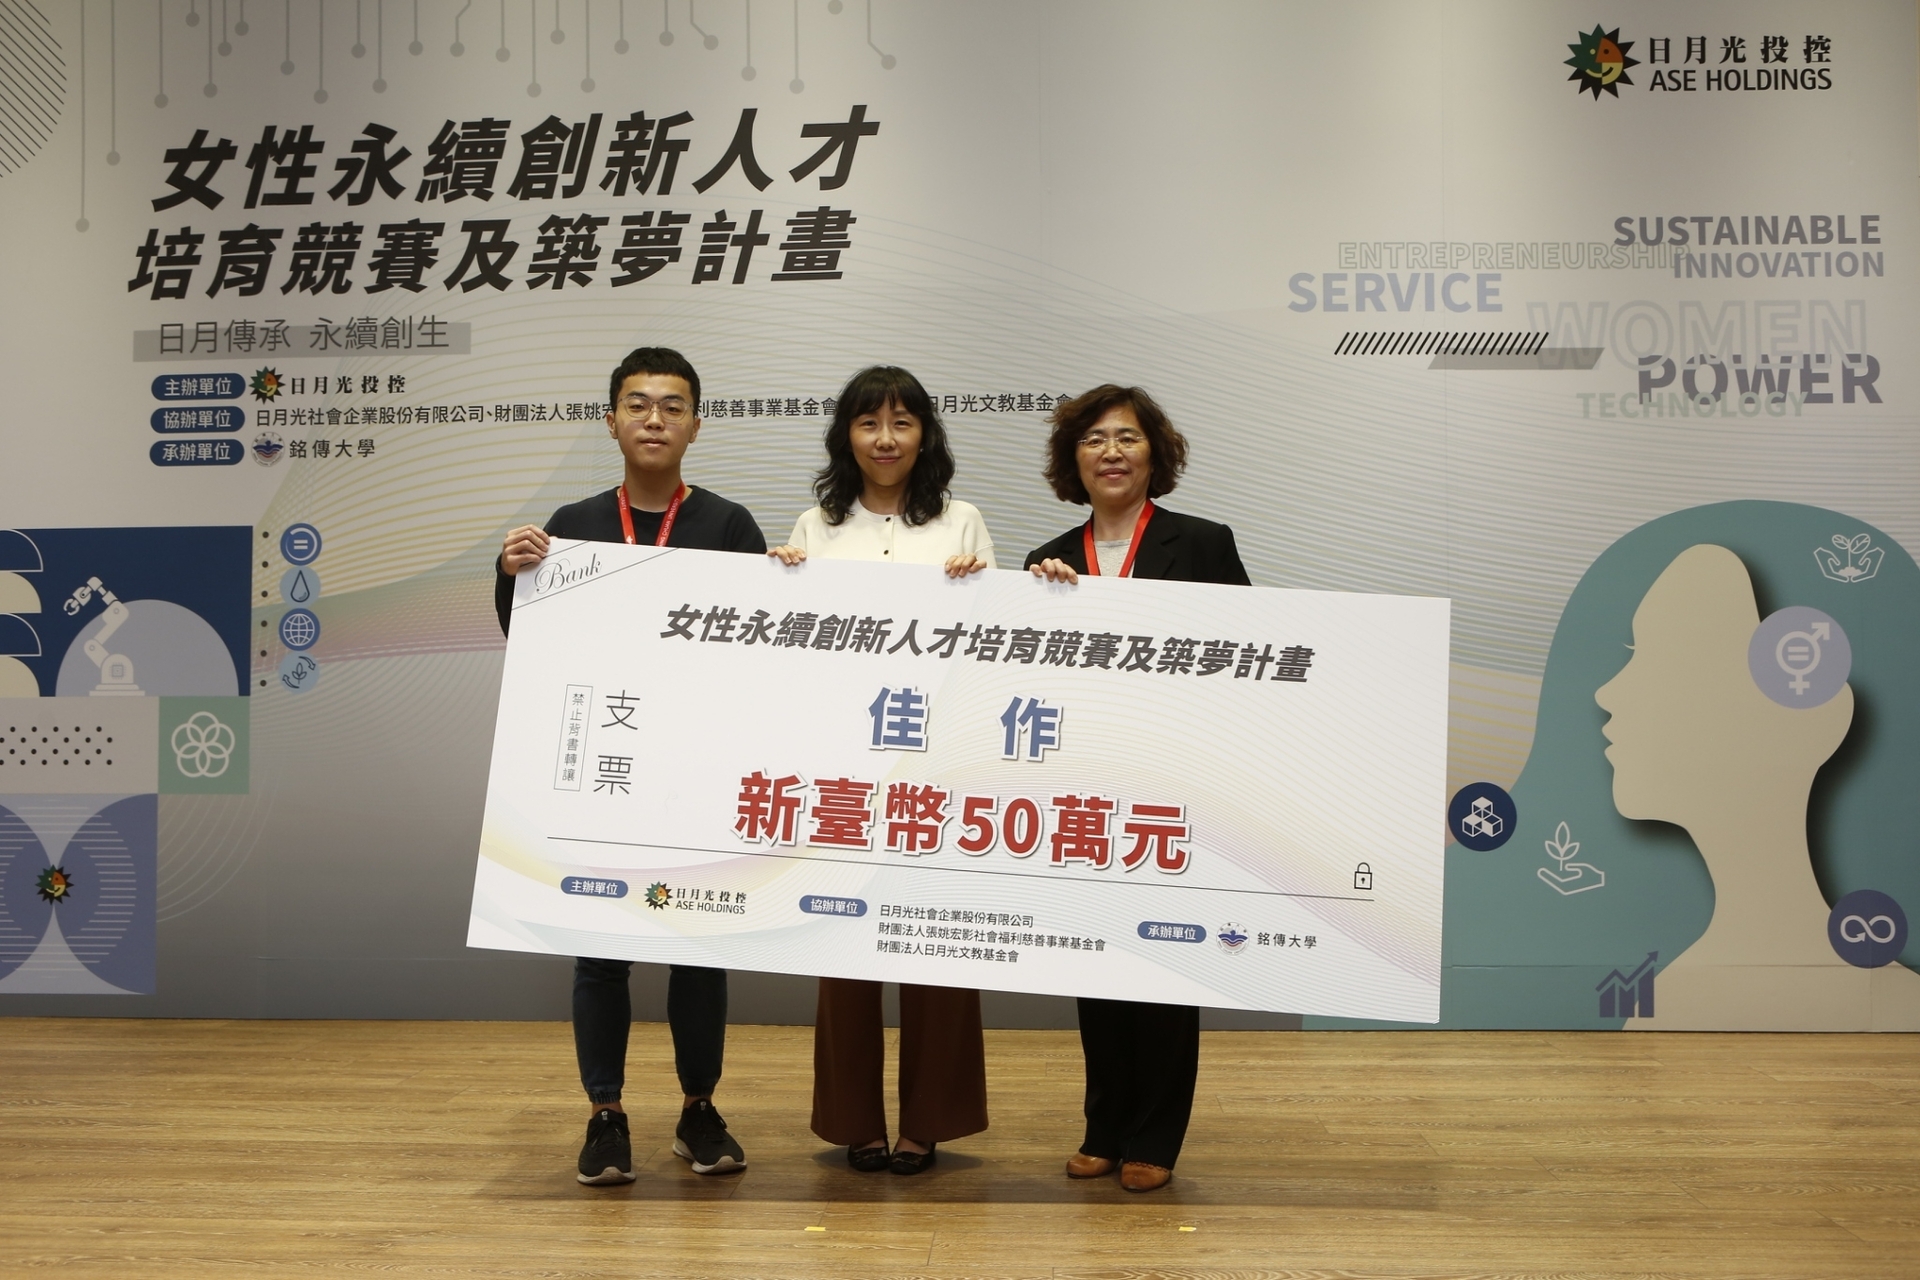 日月光投控
ASE HOLDINGS
女性永續創新人才
培育競賽及築夢計畫
日月傳承 永續創生
主辦單位 日月光投控
協辦單位 日月光社會企業股份有限公司、財團法人張姚宏 利慈善事業基金會 日月光文教基金會
承辦單位 銘傳大學
SUSTAINABLE
ENTREPRENEURSHIP
INNOVATION
SERVICE
WOMEN
POWER
TECHNOLOGY
Bank
女性永續創新人才培育競賽及築夢計畫
禁止背書轉讓
支票
佳作
新臺幣50萬元
主辦單位 日月光投控
ASE HOLDINGS
協辦單位 日月光社會企業股份有限公司
財團法人張姚宏影社會福利慈善事業基金會
財團法人日月光文教基金會
承辦單位 銘傳大學